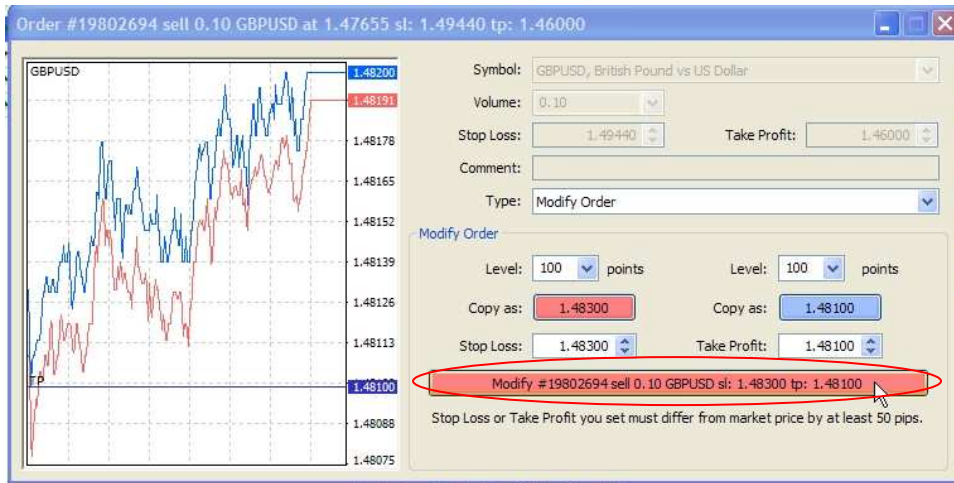 Order #19802694 sell 0.10 GBPUSD at 1.47655 sl: 1.49440 tp: 1.46000
GBPUSD
1.48200
1.48191
1.48178
1.48165
1.48152
1.48139
1.48126
1.48113
TP
1.48100
1.48088
1.48075
Symbol: GBPUSD, British Pound vs US Dollar
Volume: 0.10
Stop Loss: 1.49440 Take Profit: 1.46000
Comment:
Type: Modify Order
Modify Order
Level: 100 points Level: 100 points
Copy as: 1.48300 Copy as: 1.48100
Stop Loss: 1.48300 Take Profit: 1.48100
Modify #19802694 sell 0.10 GBPUSD sl: 1.48300 tp: 1.48100
Stop Loss or Take Profit you set must differ from market price by at least 50 pips.